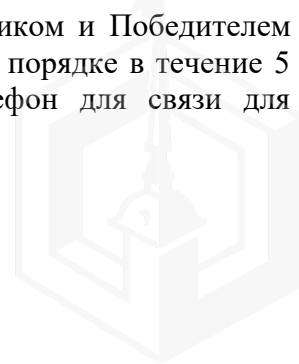 иком и Победителем
порядке в течение 5
ефон для связи для